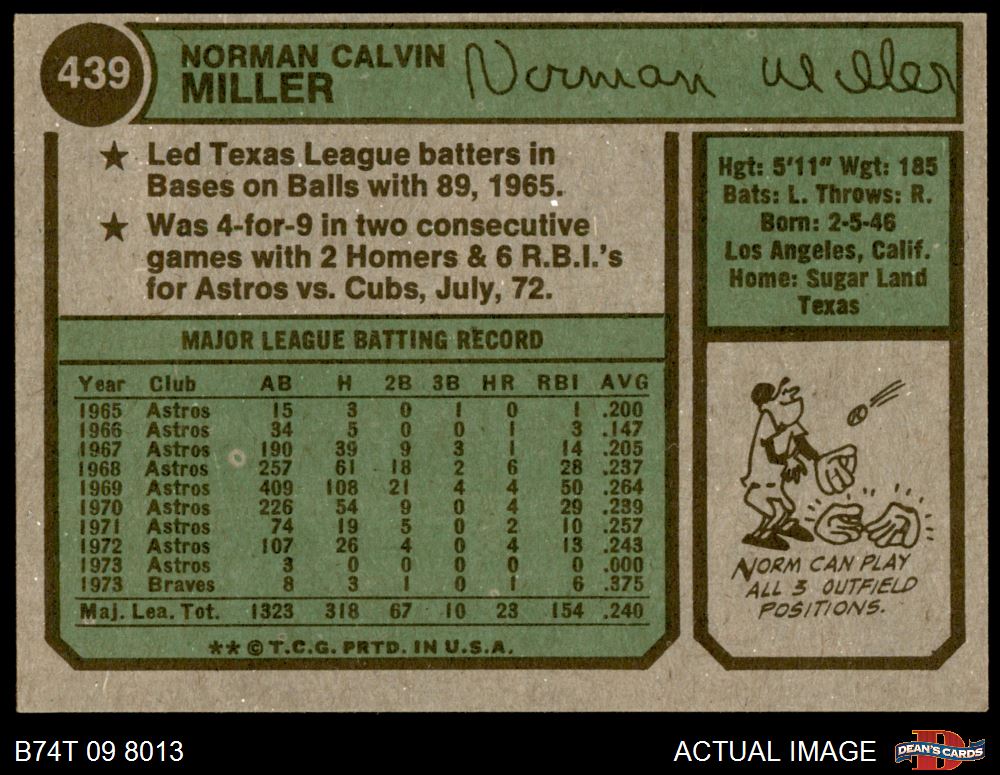 439
NORMAN CALVIN
MILLER
Norman Miller
★ Led Texas League batters in
Bases on Balls with 89, 1965.
★ Was 4-for-9 in two consecutive
games with 2 Homers & 6 R.B.I.'s
for Astros vs. Cubs, July, 72.
Hgt: 5'11" Wgt: 185
Bats: L. Throws: R.
Born: 2-5-46
Los Angeles, Calif.
Home: Sugar Land
Texas
MAJOR LEAGUE BATTING RECORD
Year Club AB H 2B 3B HR RBI AVG
1965 Astros 15 3 0 1 0 1 .200
1966 Astros 34 5 0 0 1 3 .147
1967 Astros 190 39 9 3 1 14 .205
1968 Astros 257 61 18 2 6 28 .237
1969 Astros 409 108 21 4 4 50 .264
1970 Astros 226 54 9 0 4 29 .239
1971 Astros 74 19 5 0 2 10 .257
1972 Astros 107 26 4 0 4 13 .243
1973 Astros 3 0 0 0 0 0 .000
1973 Braves 8 3 1 0 1 6 .375
Maj. Lea. Tot. 1323 318 67 10 23 154 .240
** © T.C.G. PRTD. IN U.S.A.
NORM CAN PLAY
ALL 3 OUTFIELD
POSITIONS.
B74T 09 8013
ACTUAL IMAGE
DEAN'S CARDS